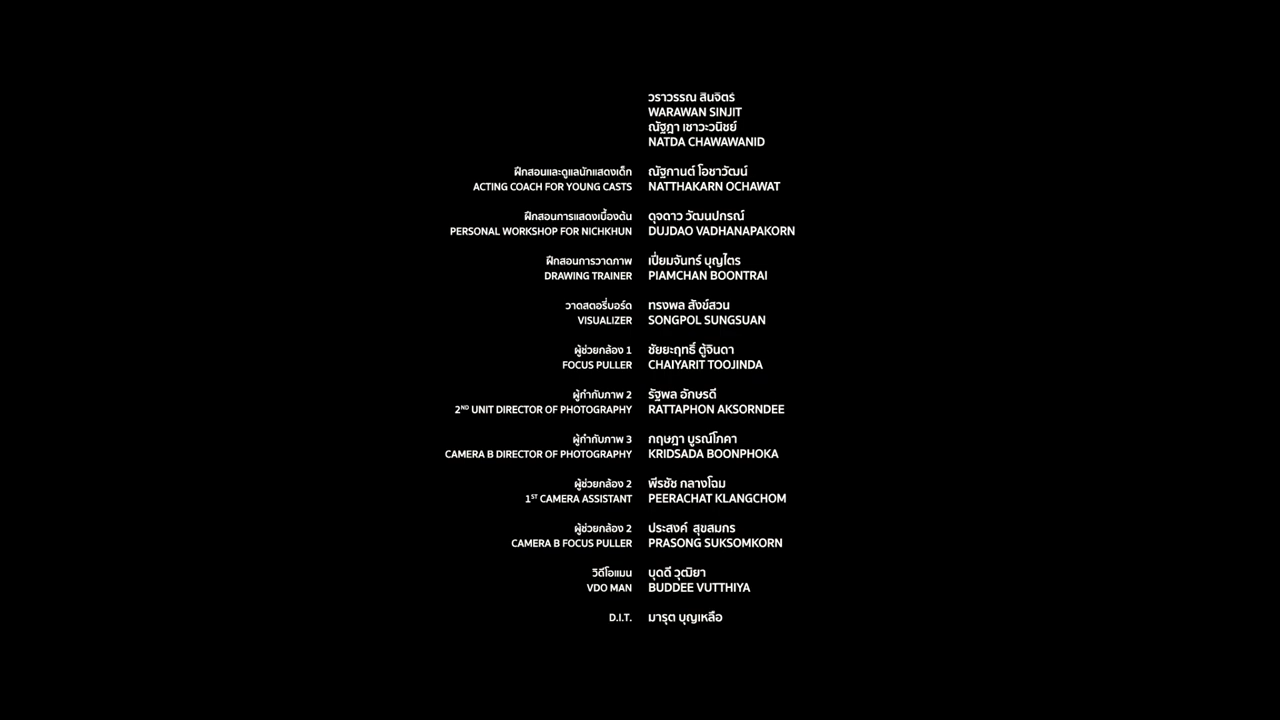 วราวรรณ สินจิตร์
WARAWAN SINJIT
ณัฐฎา เชาวะวนิชย์
NATDA CHAWAWANID
ฝึกสอนและดูแลนักแสดงเด็ก ณัฐกานต์ โอชาวัฒน์
ACTING COACH FOR YOUNG CASTS NATTHAKARN OCHAWAT
ฝึกสอนการแสดงเบื้องต้น ดุจดาว วัฒนปกรณ์
PERSONAL WORKSHOP FOR NICHKHUN DUJDAO VADHANAPAKORN
ฝึกสอนการวาดภาพ เปี่ยมจันทร์ บุญไตร
DRAWING TRAINER PIAMCHAN BOONTRAI
วาดสตอรี่บอร์ด ทรงพล สังข์สวน
VISUALIZER SONGPOL SUNGSUAN
ผู้ช่วยกล้อง 1 ชัยยะฤทธิ์ ตู้จินดา
FOCUS PULLER CHAIYARIT TOOJINDA
ผู้กำกับภาพ 2 รัฐพล อักษรดี
2ND UNIT DIRECTOR OF PHOTOGRAPHY RATTAPHON AKSORNDEE
ผู้กำกับภาพ 3 กฤษฎา บูรณ์โภคา
CAMERA B DIRECTOR OF PHOTOGRAPHY KRIDSADA BOONPHOKA
ผู้ช่วยกล้อง 2 พีรชัช กลางโฉม
1ST CAMERA ASSISTANT PEERACHAT KLANGCHOM
ผู้ช่วยกล้อง 2 ประสงค์ สุขสมกร
CAMERA B FOCUS PULLER PRASONG SUKSOMKORN
วิดีโอแมน บุดดี วุฒิยา
VDO MAN BUDDEE VUTTHIYA
D.I.T. มารุต บุญเหลือ